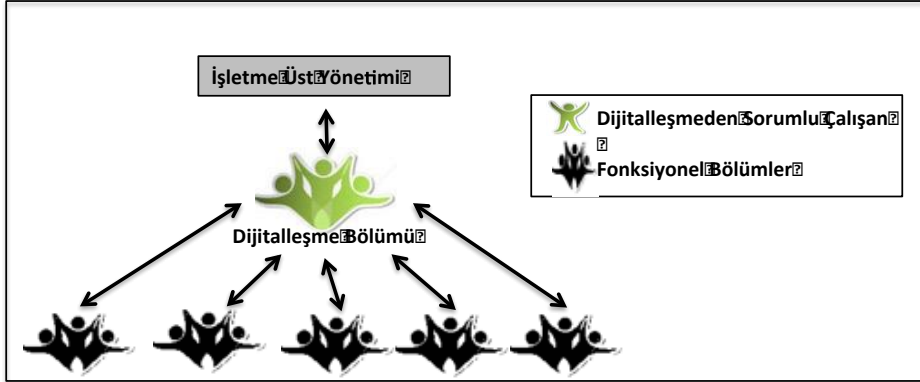 İşletme Üst Yönetimi
Dijitalleşmeden Sorumlu Çalışan
Fonksiyonel Bölümler
Dijitalleşme Bölümü